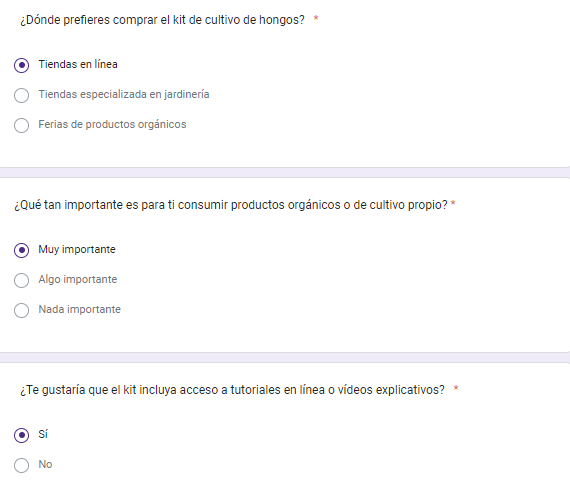 ¿Dónde prefieres comprar el kit de cultivo de hongos? *
Tiendas en línea
Tiendas especializada en jardinería
Ferias de productos orgánicos
¿Qué tan importante es para ti consumir productos orgánicos o de cultivo propio? *
Muy importante
Algo importante
Nada importante
¿Te gustaría que el kit incluya acceso a tutoriales en línea o vídeos explicativos? *
Sí
No